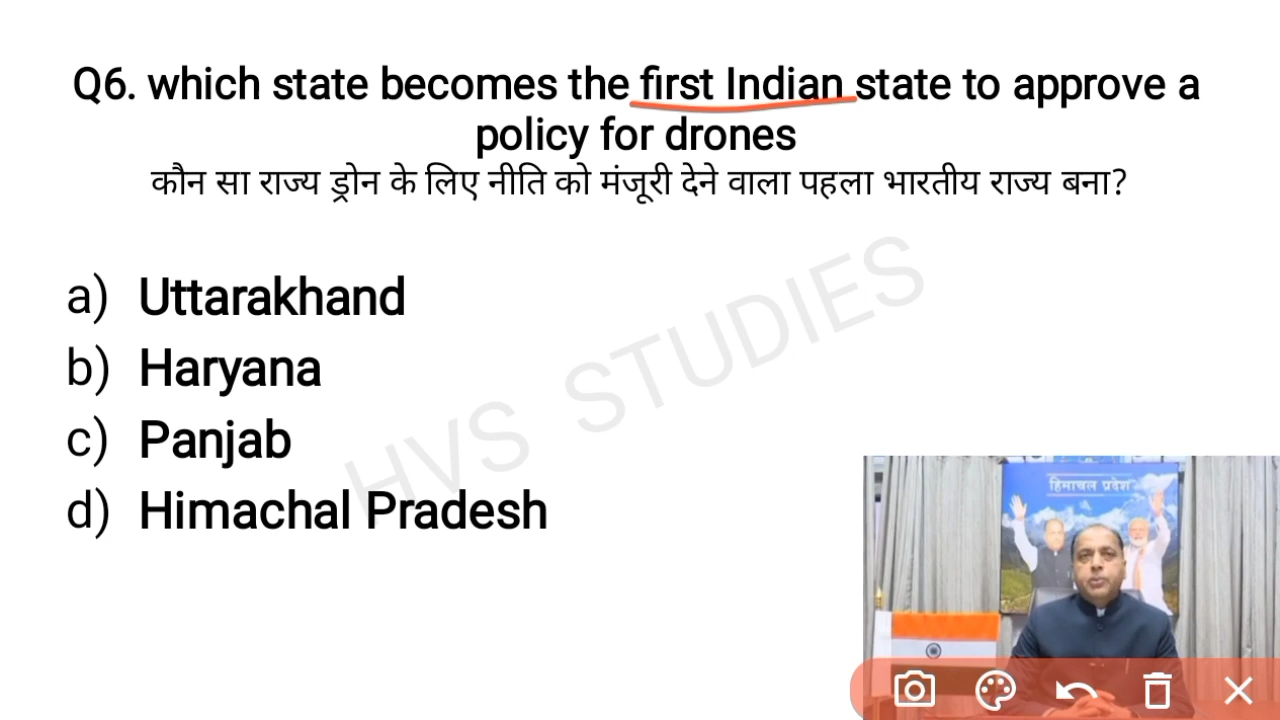 Q6. which state becomes the first Indian state to approve a
policy for drones
कौन सा राज्य ड्रोन के लिए नीति को मंजूरी देने वाला पहला भारतीय राज्य बना?
a) Uttarakhand
b) Haryana
c) Panjab
d) Himachal Pradesh
HVS STUDIES
हिमाचल प्रदेश